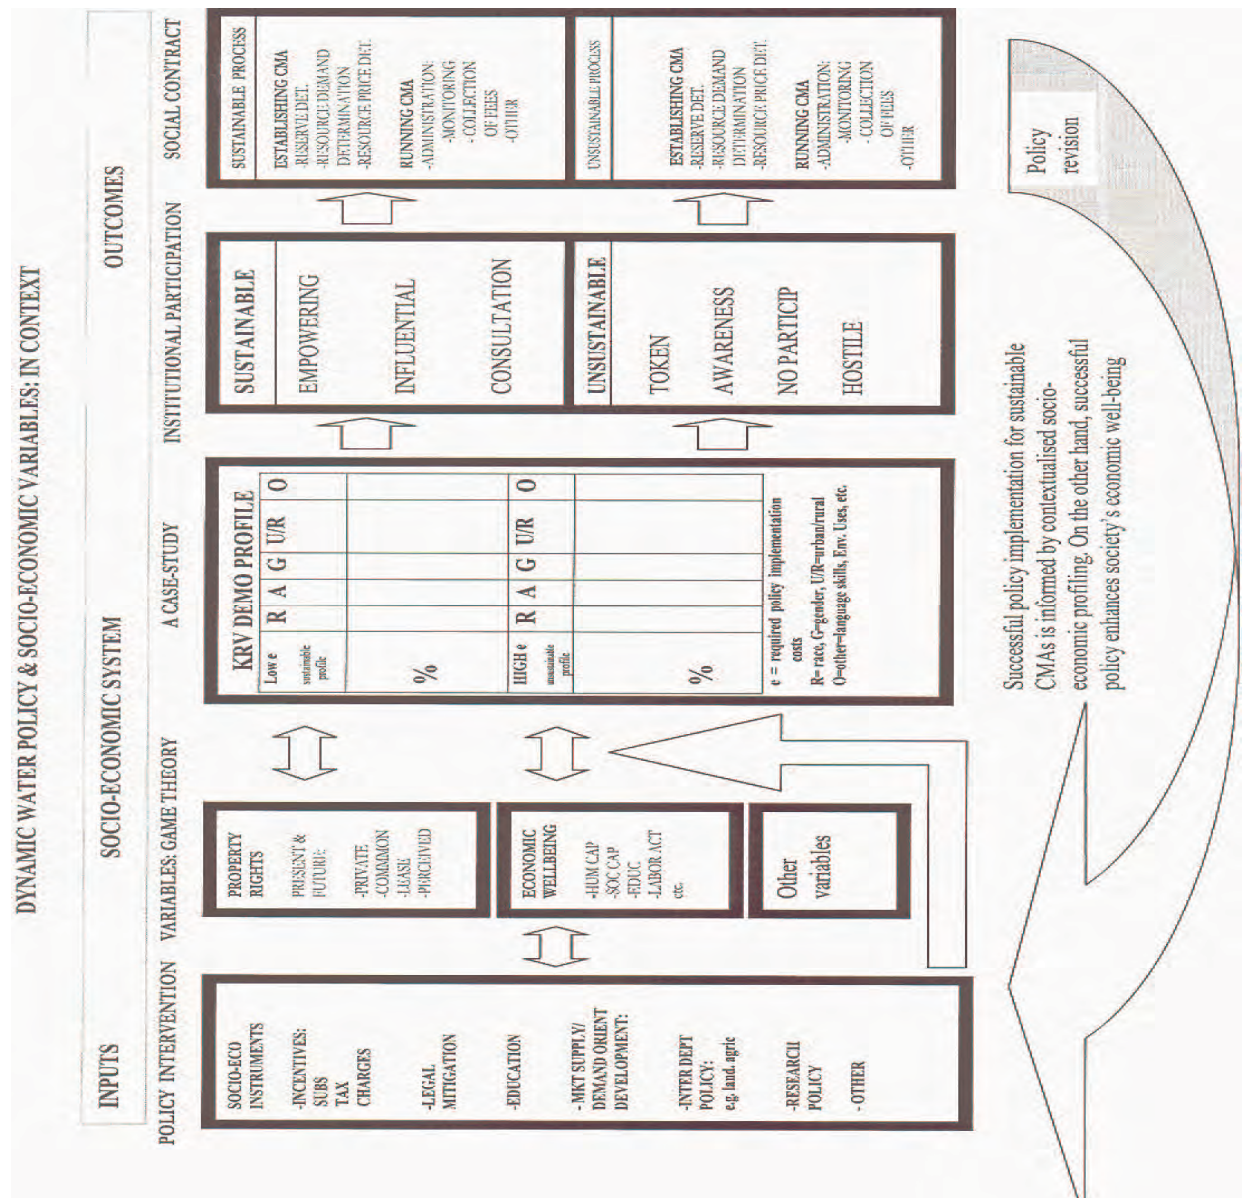 DYNAMIC WATER POLICY & SOCIO-ECONOMIC VARIABLES: IN CONTEXT
INPUTS
SOCIO-ECONOMIC SYSTEM
OUTCOMES
POLICY INTERVENTION
VARIABLES: GAME THEORY
A CASE-STUDY
INSTITUTIONAL PARTICIPATION
SOCIAL CONTRACT
SOCIO-ECO
INSTRUMENTS
-INCENTIVES:
SUBS
TAX
CHARGES
-LEGAL
MITIGATION
-EDUCATION
- MKT SUPPLY/
DEMAND ORIENT
DEVELOPMENT:
-INTER DEPT
POLICY:
e.g. land. agric
-RESEARCH
POLICY
- OTHER
PROPERTY
RIGHTS
PRESENT &
FUTURE:
-PRIVATE
-COMMMON
-LEASE
-PERCEIVED
ECONOMIC
WELLBEING
-HUM CAP
-SOC CAP
-EDUC
-LABOR ACT
etc.
Other
variables
KRV DEMO PROFILE
Low e
sustainable
profile
R A G U/R O
%
HIGH e
unsustainable
profile
R A G U/R O
%
e = required policy implementation
costs
R= race, G=gender, U/R=urban/rural
O=other=language skills, Env. Uses, etc.
SUSTAINABLE
EMPOWERING
INFLUENTIAL
CONSULTATION
UNSUSTAINABLE
TOKEN
AWARENESS
NO PARTICIP
HOSTILE
SUSTAINABLE PROCESS
ESTABLISHING CMA
-RESERVE DET.
-RESOURCE DEMAND
DETERMINATION
-RESOURCE PRICE DET.
RUNNING CMA
-ADMINISTRATION:
-MONITORING
- COLLECTION
OF FEES
-OTHER
UNSUSTAINABLE PROCESS
ESTABLISHING CMA
-RESERVE DET.
-RESOURCE DEMAND
DETERMINATION
-RESOURCE PRICE DET.
RUNNING CMA
-ADMINISTRATION:
-MONITORING
- COLLECTION
OF FEES
-OTHER
Successful policy implementation for sustainable
CMAs is informed by contextualised socio-
economic profiling. On the other hand, successful
policy enhances society's economic well-being
Policy
revision